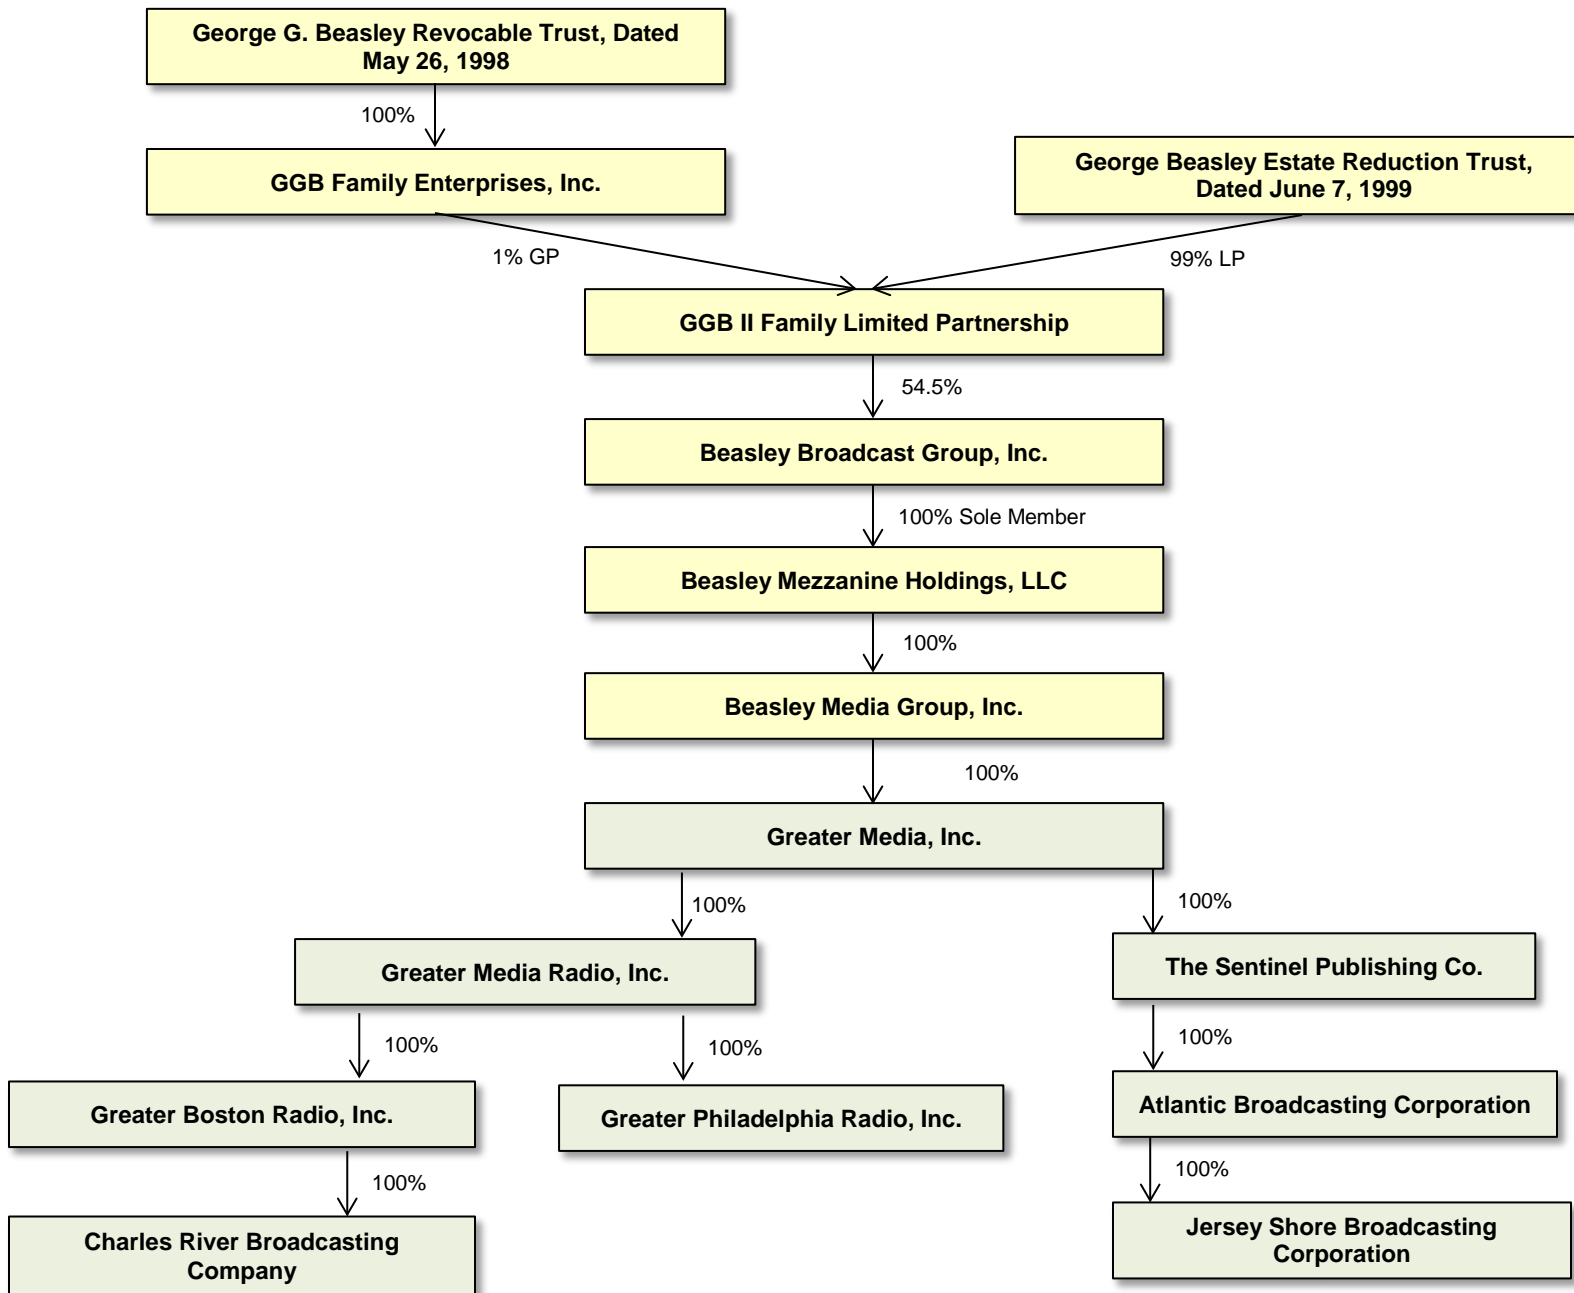 George G. Beasley Revocable Trust, Dated
May 26, 1998
100%
GGB Family Enterprises, Inc.
George Beasley Estate Reduction Trust,
Dated June 7, 1999
1% GP
99% LP
GGB II Family Limited Partnership
54.5%
Beasley Broadcast Group, Inc.
100% Sole Member
Beasley Mezzanine Holdings, LLC
100%
Beasley Media Group, Inc.
100%
Greater Media, Inc.
100%
100%
Greater Media Radio, Inc.
The Sentinel Publishing Co.
100%
100%
100%
Greater Boston Radio, Inc.
Greater Philadelphia Radio, Inc.
Atlantic Broadcasting Corporation
100%
100%
Charles River Broadcasting
Company
Jersey Shore Broadcasting
Corporation